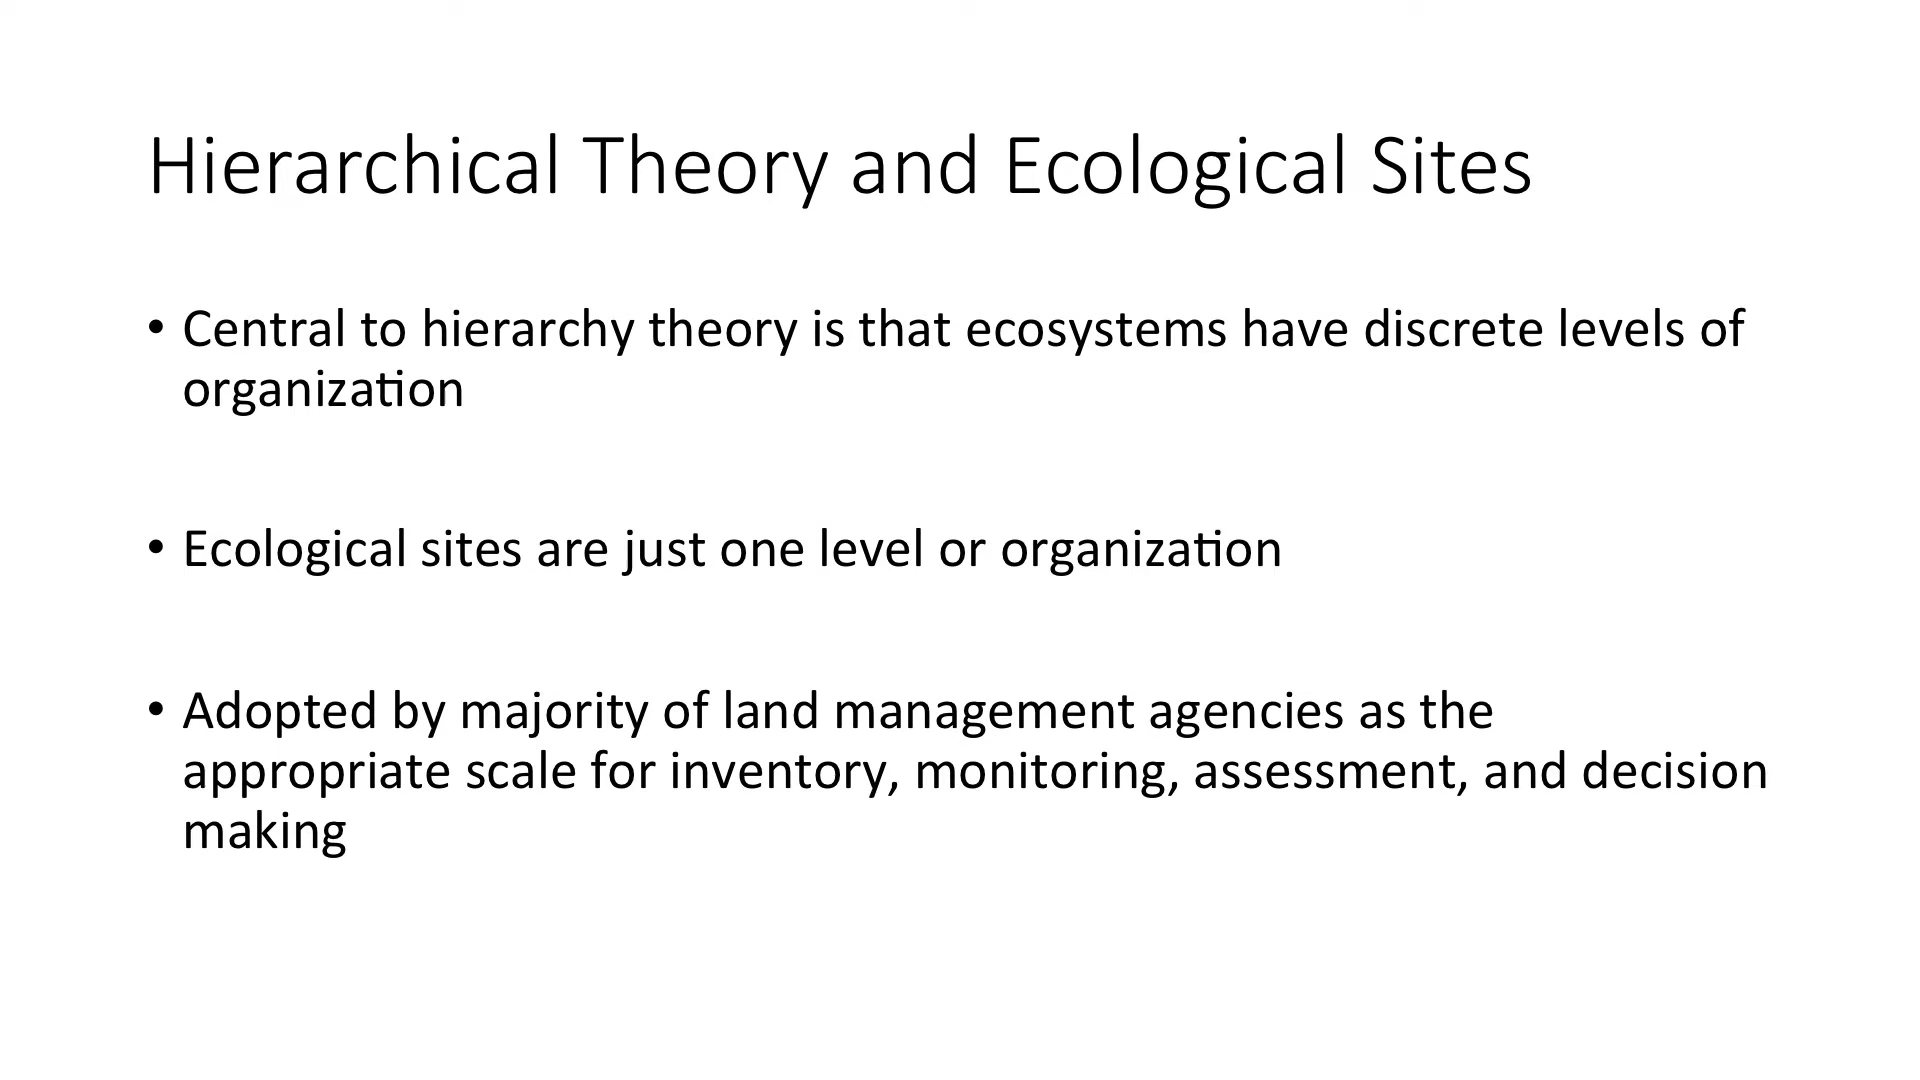 Hierarchical Theory and Ecological Sites
• Central to hierarchy theory is that ecosystems have discrete levels of
organization
• Ecological sites are just one level or organization
• Adopted by majority of land management agencies as the
appropriate scale for inventory, monitoring, assessment, and decision
making